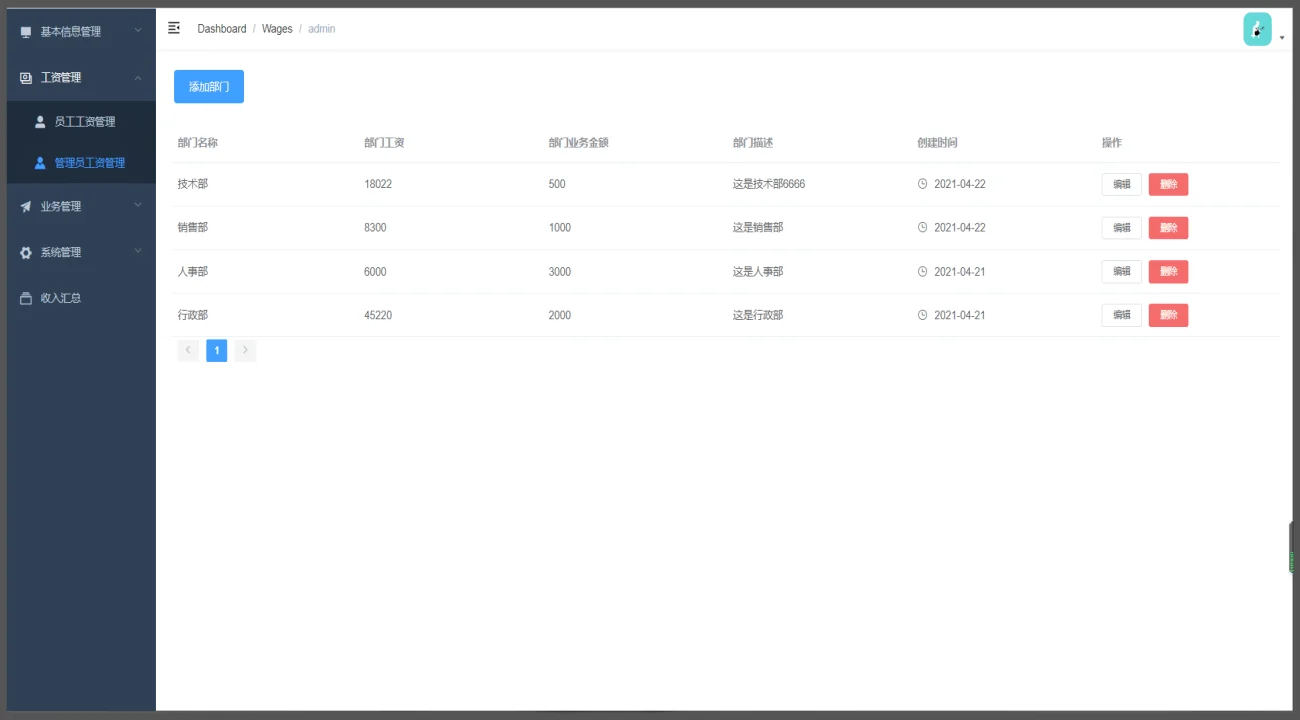 基本信息管理
工资管理
员工工资管理
管理员工资管理
业务管理
系统管理
收入汇总
Dashboard / Wages / admin
添加部门
部门名称 部门工资 部门业务金额 部门描述 创建时间 操作
技术部 18022 500 这是技术部6666 2021-04-22 编辑 删除
销售部 8300 1000 这是销售部 2021-04-22 编辑 删除
人事部 6000 3000 这是人事部 2021-04-21 编辑 删除
行政部 45220 2000 这是行政部 2021-04-21 编辑 删除
1